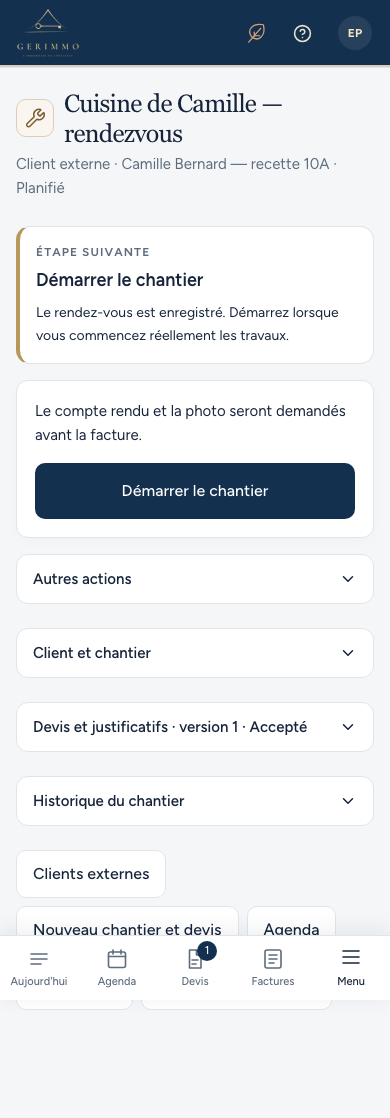 GERIMMO
EP
Cuisine de Camille —
rendezvous
Client externe · Camille Bernard — recette 10A ·
Planifié
ÉTAPE SUIVANTE
Démarrer le chantier
Le rendez-vous est enregistré. Démarrez lorsque
vous commencez réellement les travaux.
Le compte rendu et la photo seront demandés
avant la facture.
Démarrer le chantier
Autres actions
Client et chantier
Devis et justificatifs · version 1 · Accepté
Historique du chantier
Clients externes
Nouveau chantier et devis
Agenda
1
Aujourd'hui
Agenda
Devis
Factures
Menu